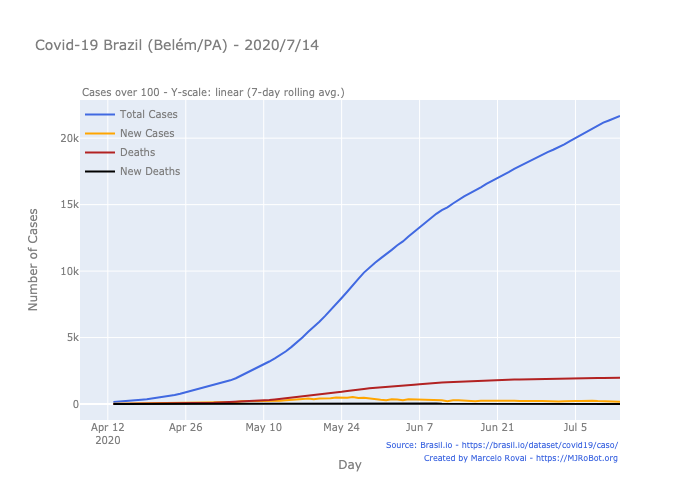 Covid-19 Brazil (Belém/PA) - 2020/7/14
Cases over 100 - Y-scale: linear (7-day rolling avg.)
Total Cases
New Cases
Deaths
New Deaths
Number of Cases
20k
15k
10k
5k
0
Apr 12 Apr 26 May 10 May 24 Jun 7 Jun 21 Jul 5
2020
Source: Brasil.io - https://brasil.io/dataset/covid19/caso/
Created by Marcelo Rovai - https://MJRoBot.org
Day